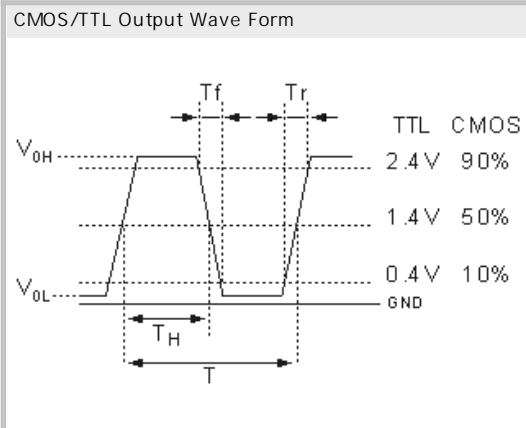 CMOS/TTL Output Wave Form
Tf Tr
TTL CMOS
V0H 2.4V 90%
1.4V 50%
0.4V 10%
V0L GND
TH
T